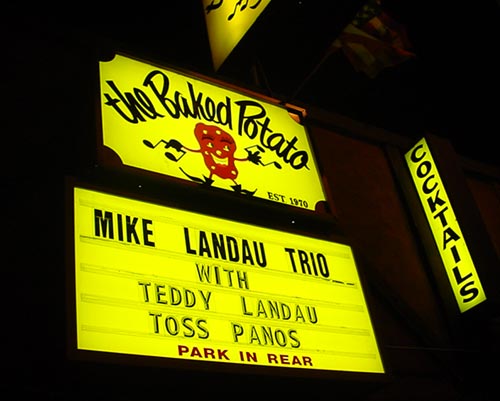 the Baked Potato
EST 1970
COCKTAILS
MIKE LANDAU TRIO
WITH
TEDDY LANDAU
TOSS PANOS
PARK IN REAR